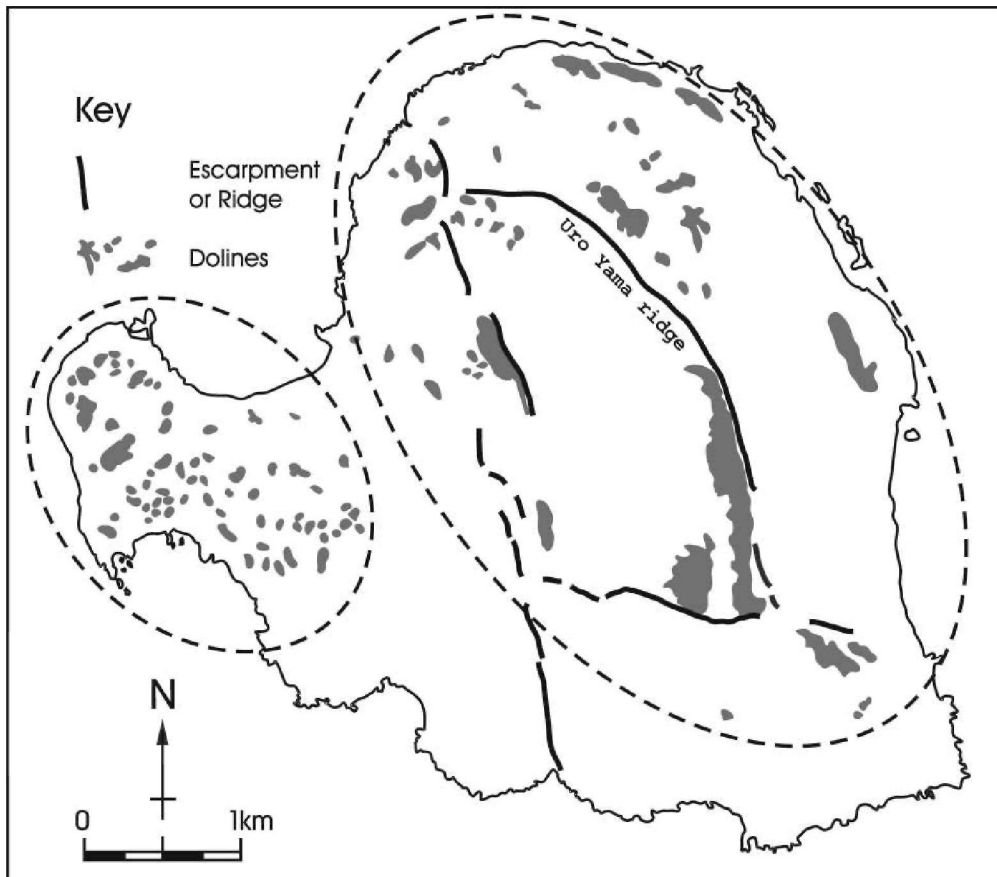 Key
Escarpment
or Ridge
Dolines
Uro Yama ridge
N
0 1km